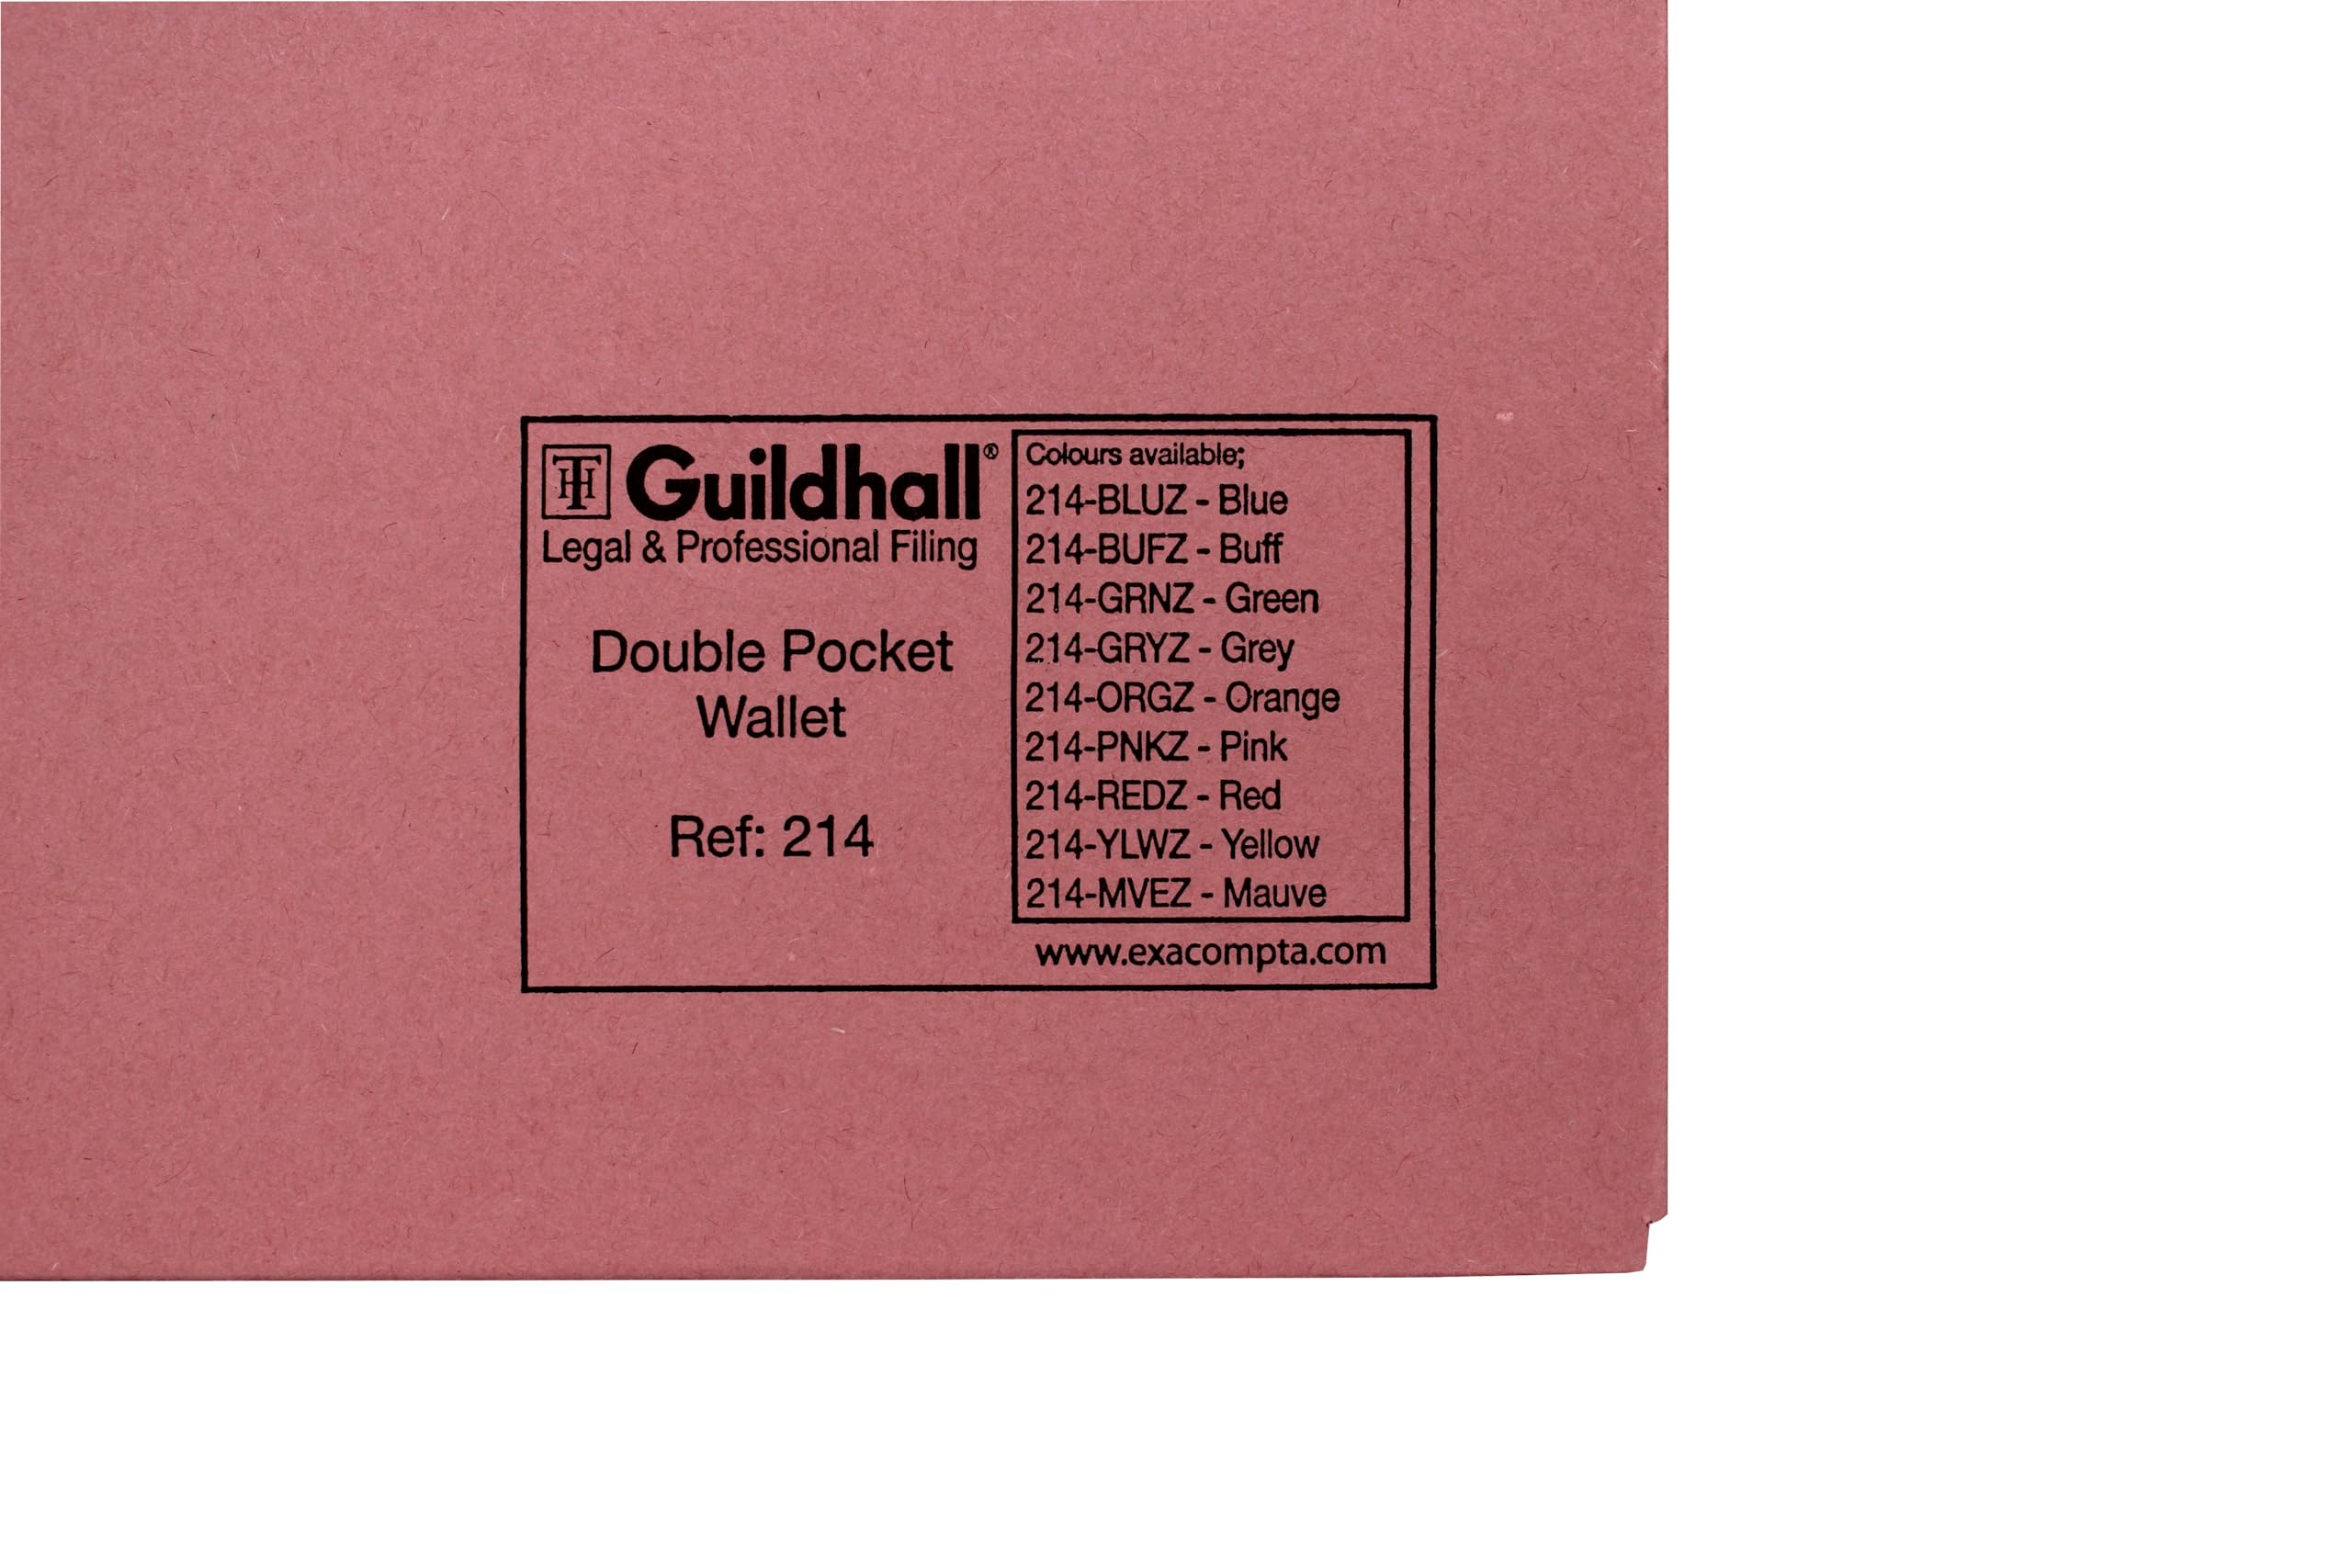 TH Guildhall®
Legal & Professional Filing
Double Pocket
Wallet
Ref: 214
Colours available;
214-BLUZ - Blue
214-BUFZ - Buff
214-GRNZ - Green
214-GRYZ - Grey
214-ORGZ - Orange
214-PNKZ - Pink
214-REDZ - Red
214-YLWZ - Yellow
214-MVEZ - Mauve
www.exacompta.com